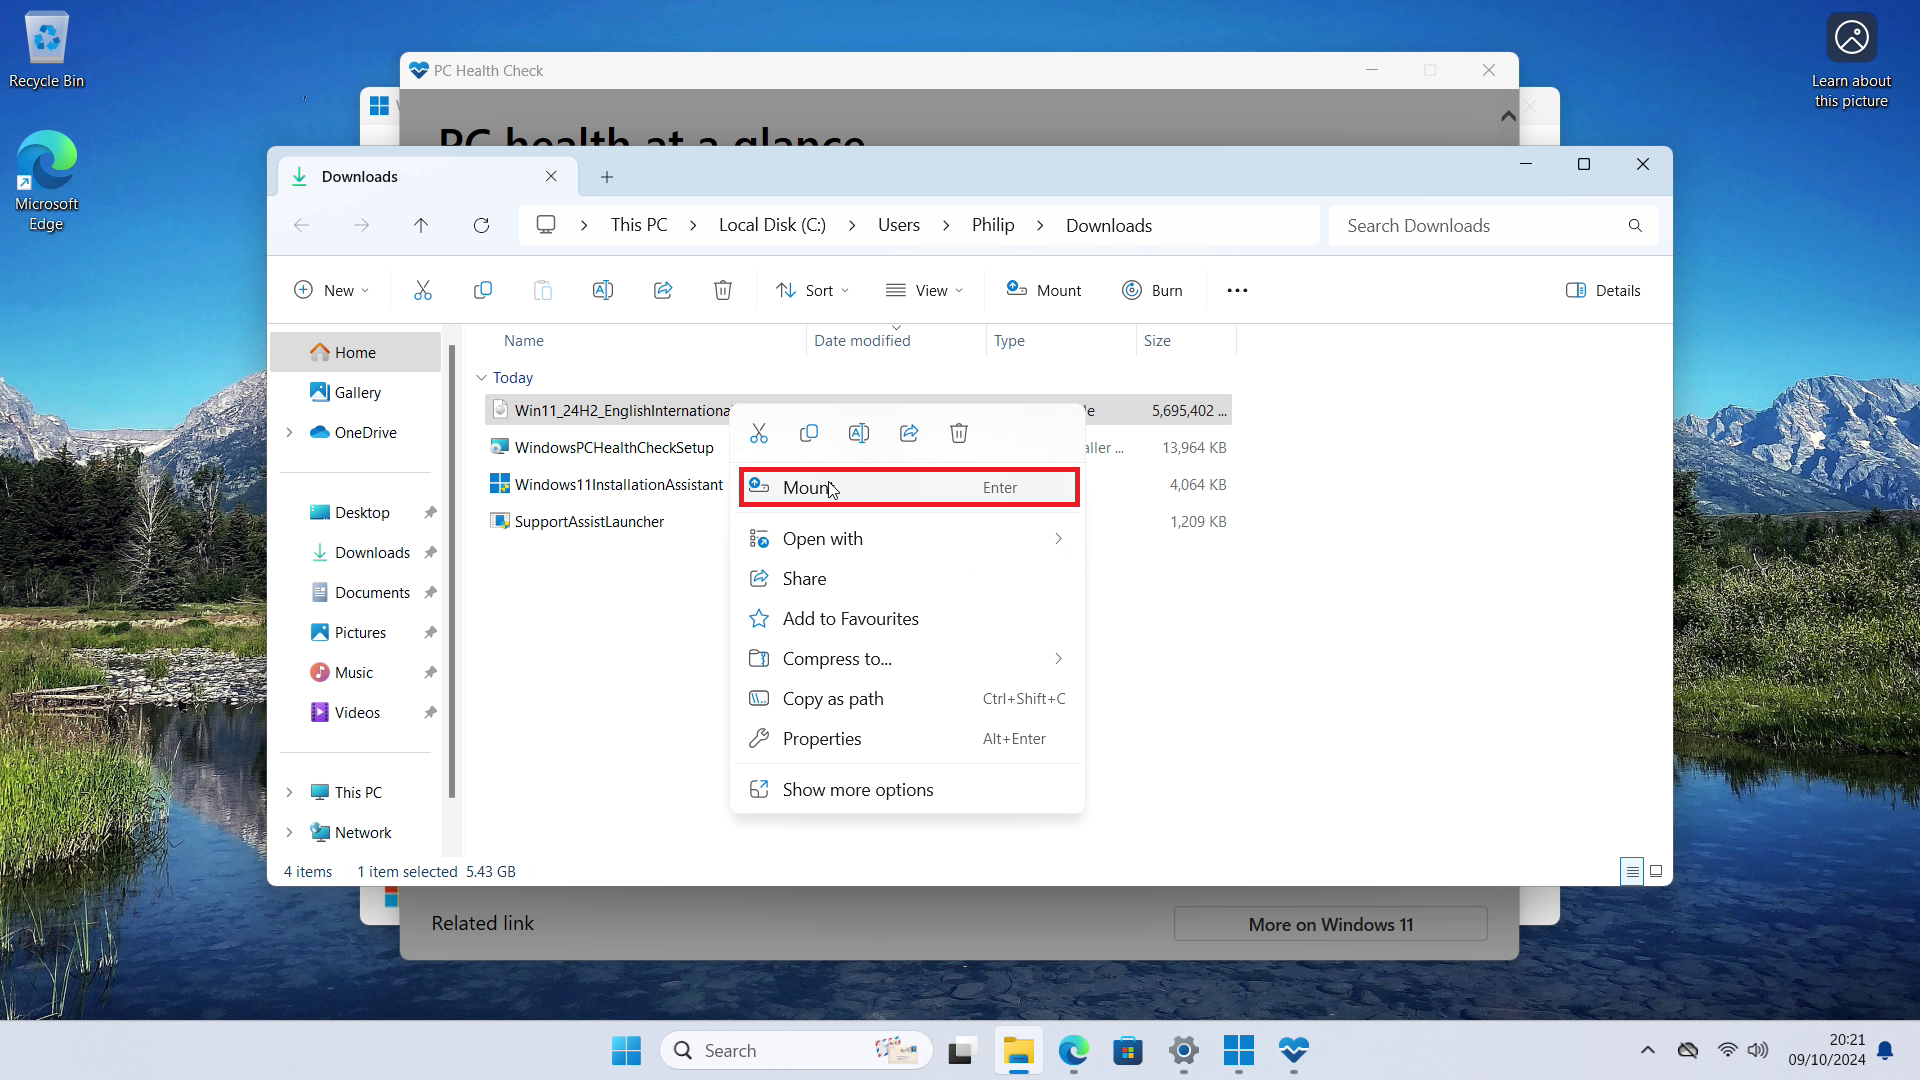 Recycle Bin
Microsoft
Edge
Learn about
this picture
PC Health Check
PC health at a glance
Downloads
This PC
Local Disk (C:)
Users
Philip
Downloads
Search Downloads
New
Sort
View
Mount
Burn
Details
Name
Date modified
Type
Size
Home
Gallery
OneDrive
Desktop
Downloads
Documents
Pictures
Music
Videos
This PC
Network
Today
Win11_24H2_EnglishInternationa
5,695,402 ...
WindowsPCHealthCheckSetup
aller ...
13,964 KB
Windows11InstallationAssistant
4,064 KB
SupportAssistLauncher
1,209 KB
Mount
Enter
Open with
Share
Add to Favourites
Compress to...
Copy as path
Ctrl+Shift+C
Properties
Alt+Enter
Show more options
4 items
1 item selected 5.43 GB
Related link
More on Windows 11
Search
20:21
09/10/2024